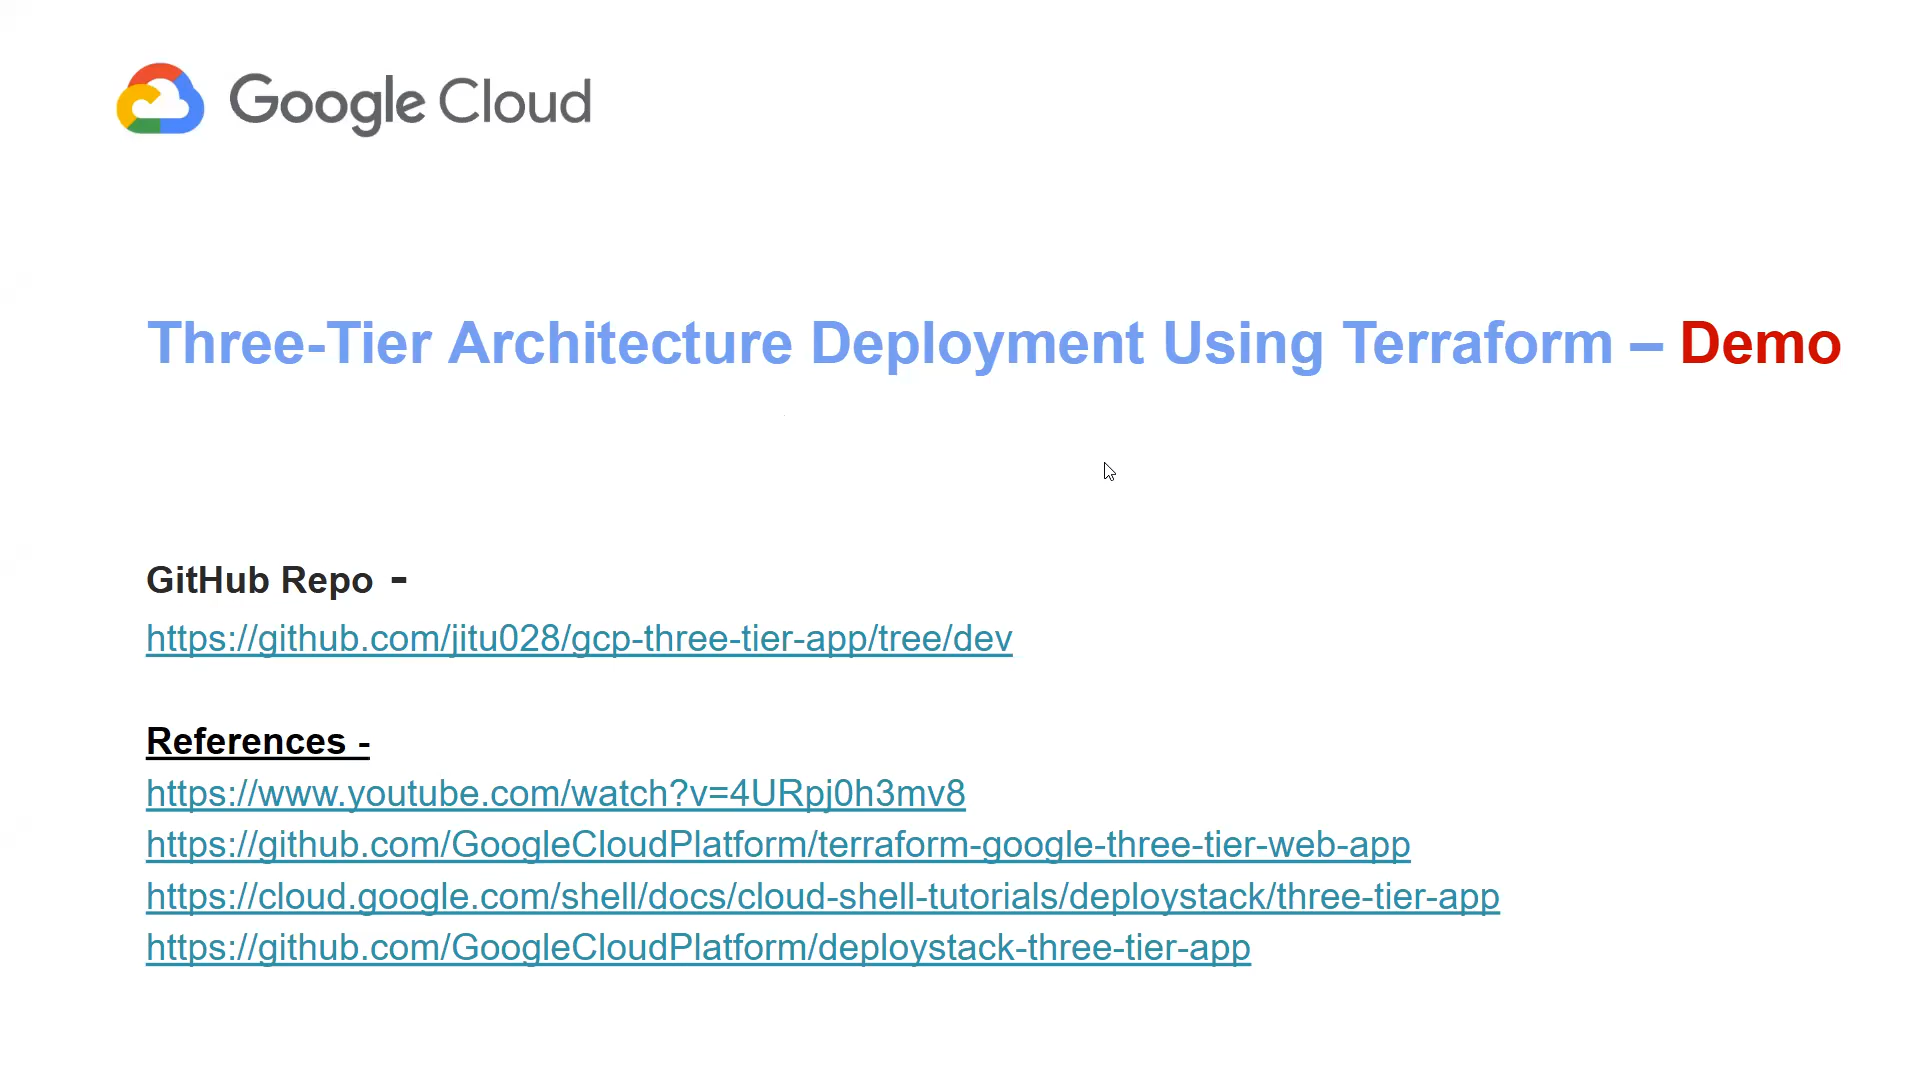 Google Cloud
Three-Tier Architecture Deployment Using Terraform – Demo
GitHub Repo -
https://github.com/jitu028/gcp-three-tier-app/tree/dev
References -
https://www.youtube.com/watch?v=4URpj0h3mv8
https://github.com/GoogleCloudPlatform/terraform-google-three-tier-web-app
https://cloud.google.com/shell/docs/cloud-shell-tutorials/deploystack/three-tier-app
https://github.com/GoogleCloudPlatform/deploystack-three-tier-app